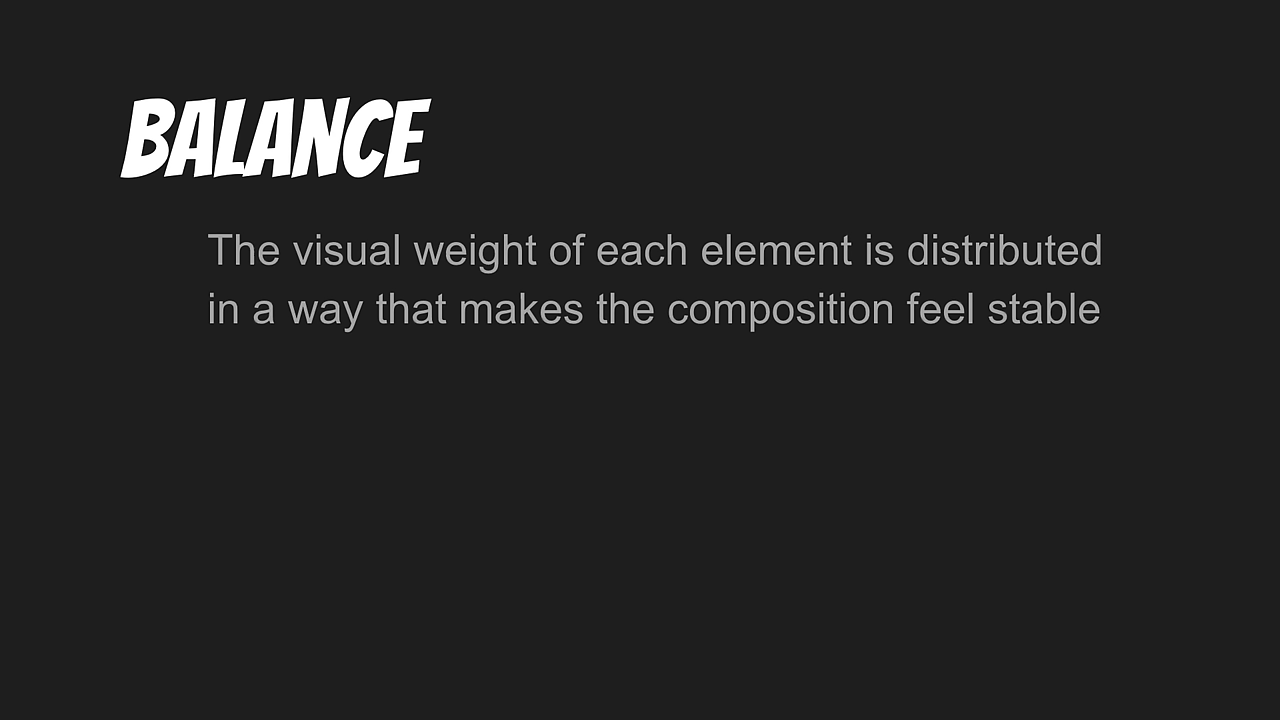 BALANCE
The visual weight of each element is distributed
in a way that makes the composition feel stable